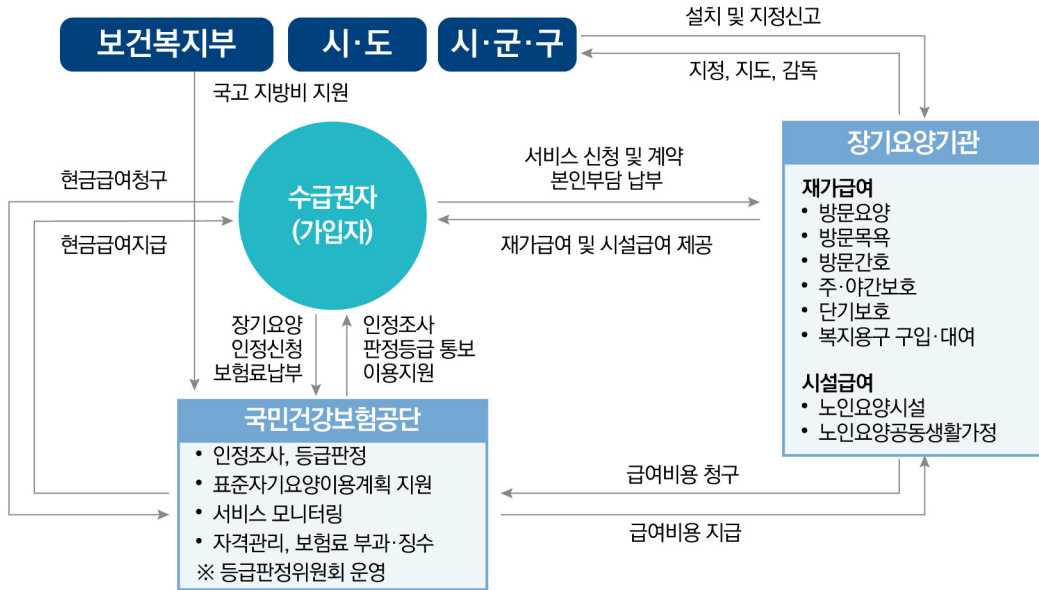 보건복지부
시·도
시·군·구
설치 및 지정신고
지정, 지도, 감독
국고 지방비 지원
수급권자
(가입자)
현금급여청구
현금급여지급
서비스 신청 및 계약
본인부담 납부
재가급여 및 시설급여 제공
장기요양기관
재가급여
• 방문요양
• 방문목욕
• 방문간호
• 주·야간보호
• 단기보호
• 복지용구 구입·대여
시설급여
• 노인요양시설
• 노인요양공동생활가정
장기요양
인정신청
보험료납부
인정조사
판정등급 통보
이용지원
국민건강보험공단
• 인정조사, 등급판정
• 표준자기요양이용계획 지원
• 서비스 모니터링
• 자격관리, 보험료 부과·징수
※ 등급판정위원회 운영
급여비용 청구
급여비용 지급